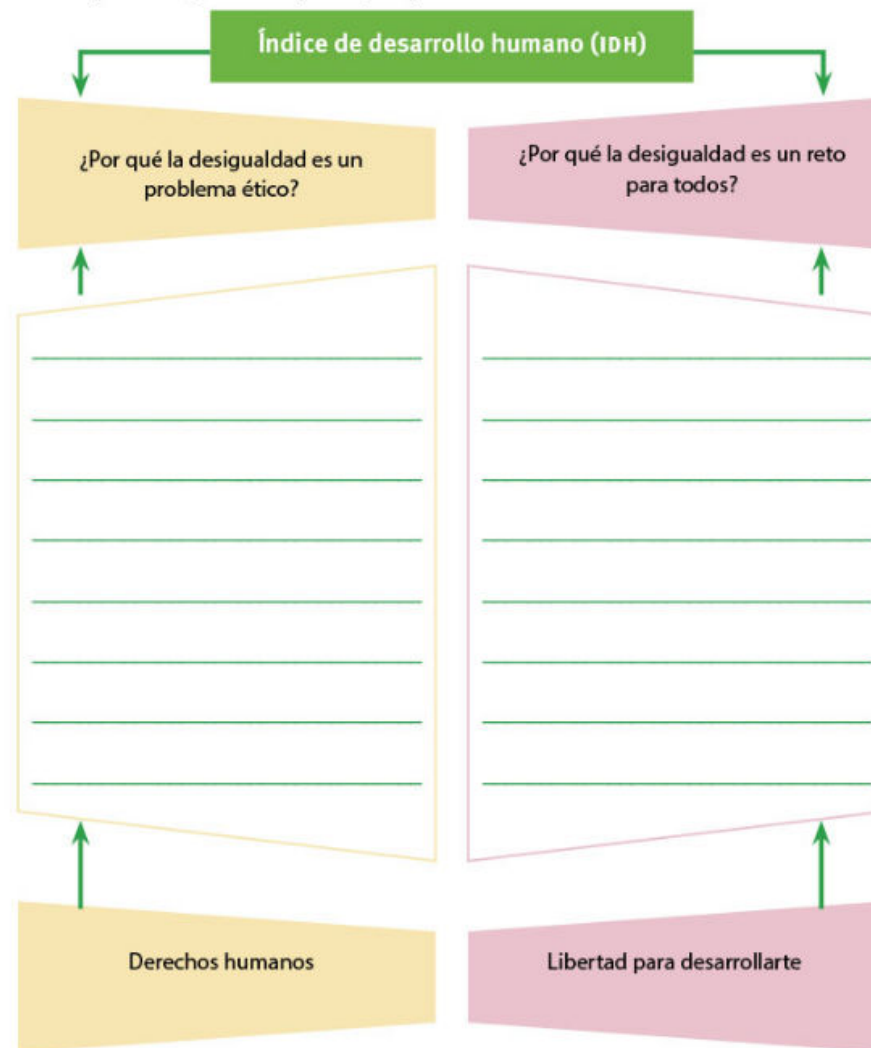 Índice de desarrollo humano (IDH)
¿Por qué la desigualdad es un
problema ético?
¿Por qué la desigualdad es un reto
para todos?
Derechos humanos
Libertad para desarrollarte